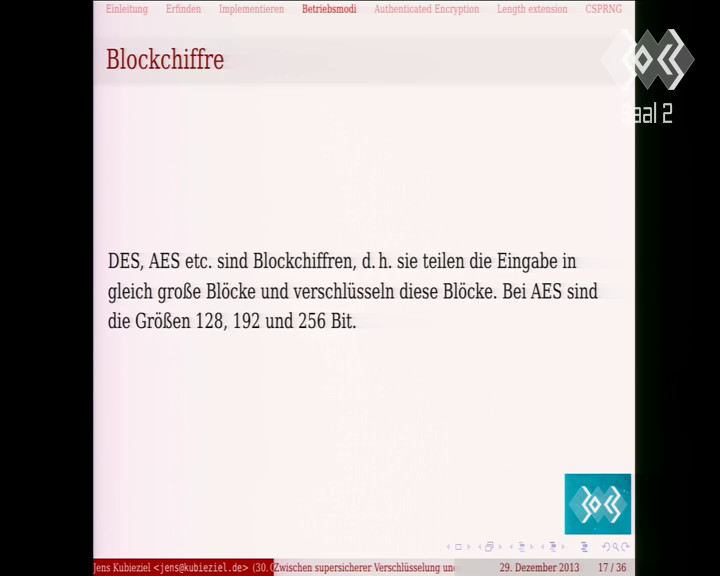 Einleitung Erfinden Implementieren Betriebsmodi Authenticated Encryption Length extension CSPRNG
Blockchiffre
Saal 2
DES, AES etc. sind Blockchiffren, d. h. sie teilen die Eingabe in
gleich große Blöcke und verschlüsseln diese Blöcke. Bei AES sind
die Größen 128, 192 und 256 Bit.
Jens Kubieziel <jens@kubieziel.de> (30.C Zwischen supersicherer Verschlüsselung un 29. Dezember 2013 17 / 36